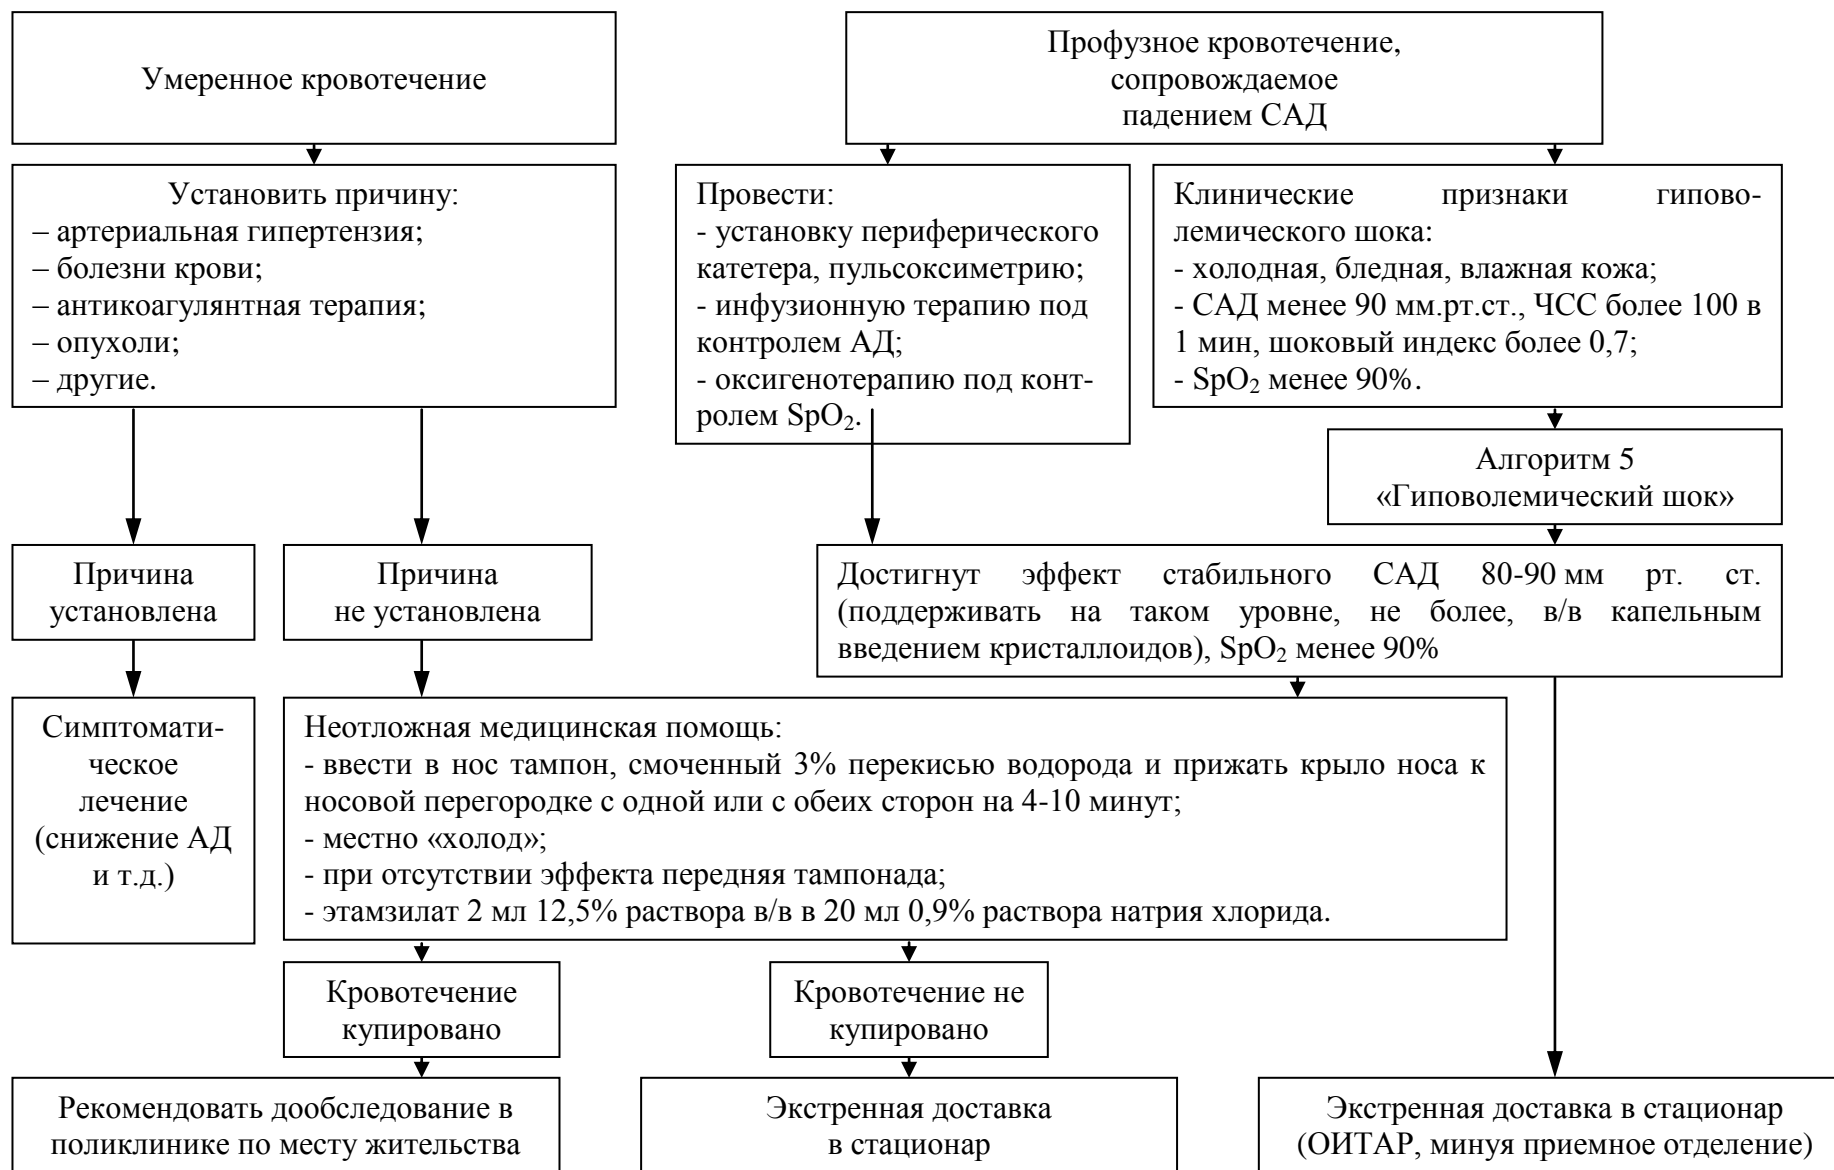 Умеренное кровотечение
Профузное кровотечение,
сопровождаемое
падением САД
Установить причину:
– артериальная гипертензия;
– болезни крови;
– антикоагулянтная терапия;
– опухоли;
– другие.
Провести:
- установку периферического
катетера, пульсоксиметрию;
- инфузионную терапию под
контролем АД;
- оксигенотерапию под конт-
ролем SpO₂.
Клинические признаки гипово-
лемического шока:
- холодная, бледная, влажная кожа;
- САД менее 90 мм.рт.ст., ЧСС более 100 в
1 мин, шоковый индекс более 0,7;
- SpO₂ менее 90%.
Алгоритм 5
«Гиповолемический шок»
Причина
установлена
Причина
не установлена
Достигнут эффект стабильного САД 80-90 мм рт. ст.
(поддерживать на таком уровне, не более, в/в капельным
введением кристаллоидов), SpO₂ менее 90%
Симптомати-
ческое
лечение
(снижение АД
и т.д.)
Неотложная медицинская помощь:
- ввести в нос тампон, смоченный 3% перекисью водорода и прижать крыло носа к
носовой перегородке с одной или с обеих сторон на 4-10 минут;
- местно «холод»;
- при отсутствии эффекта передняя тампонада;
- этамзилат 2 мл 12,5% раствора в/в в 20 мл 0,9% раствора натрия хлорида.
Кровотечение
купировано
Кровотечение не
купировано
Рекомендовать дообследование в
поликлинике по месту жительства
Экстренная доставка
в стационар
Экстренная доставка в стационар
(ОИТАР, минуя приемное отделение)